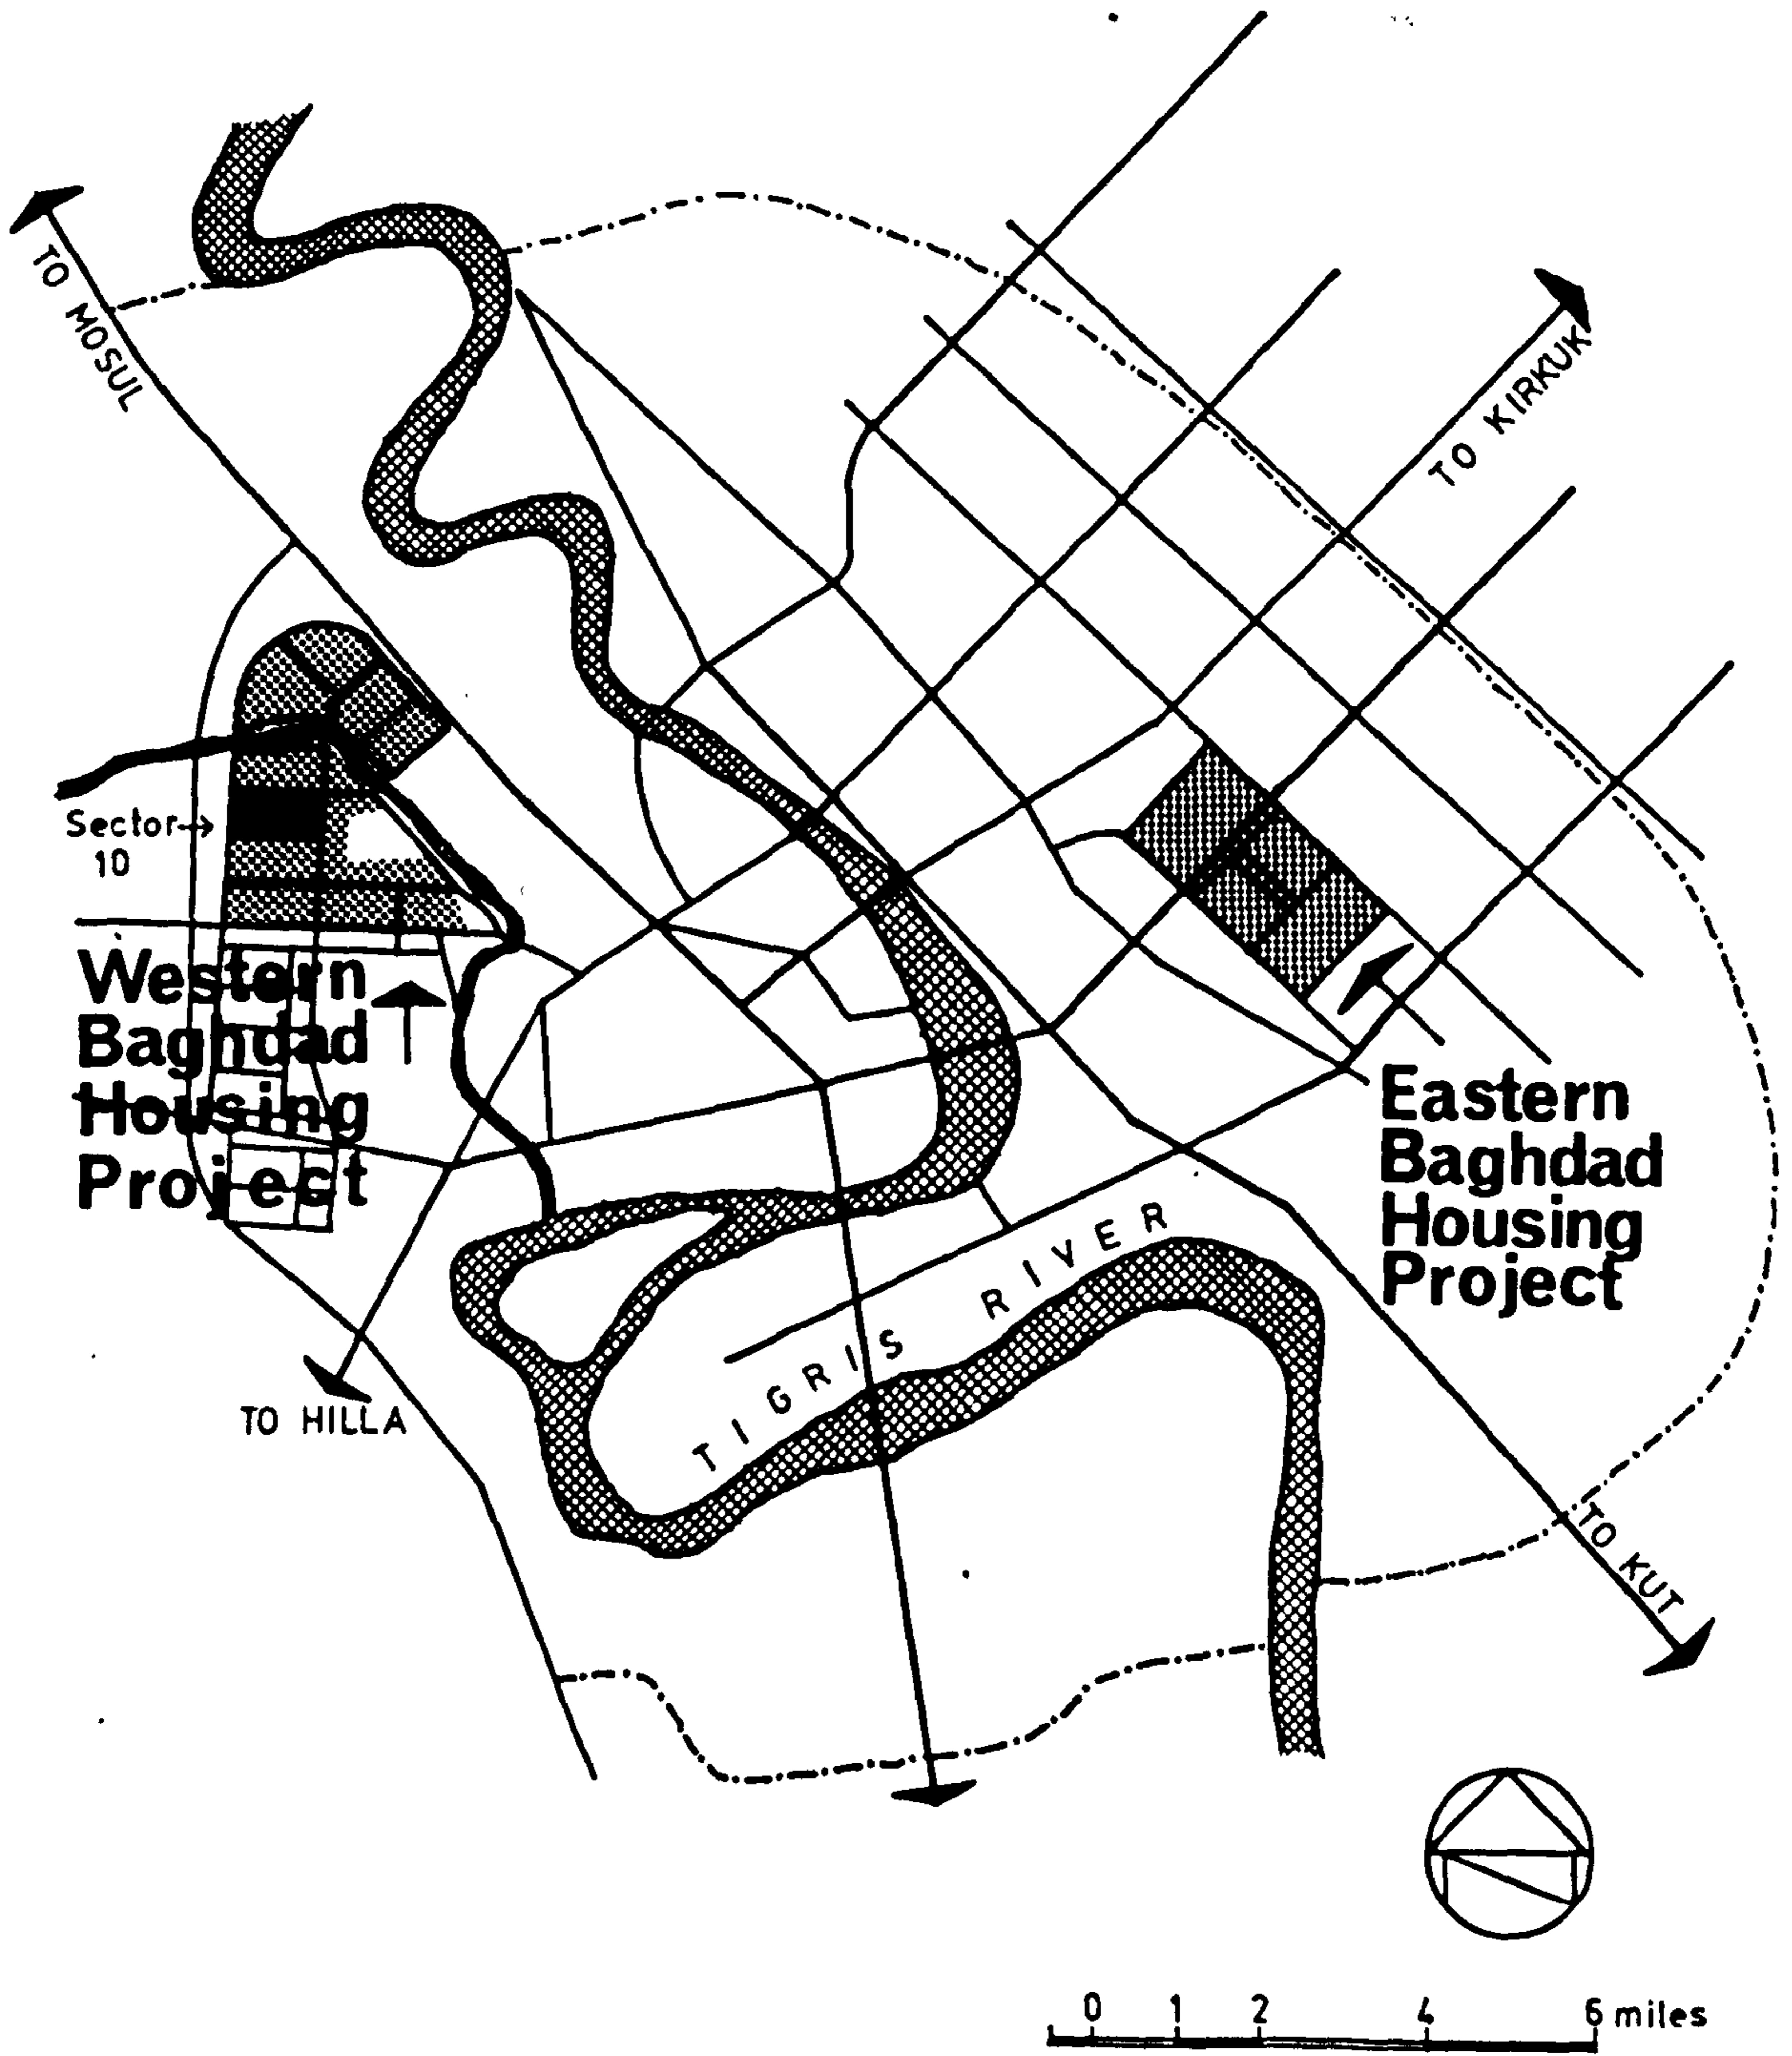 TO MOSUL
TO KIRKUK
Sector→
10
Western
Baghdad
Housing
Project
Eastern
Baghdad
Housing
Project
TIGRIS RIVER
TO HILLA
TO KUT
0 1 2 4 6 miles